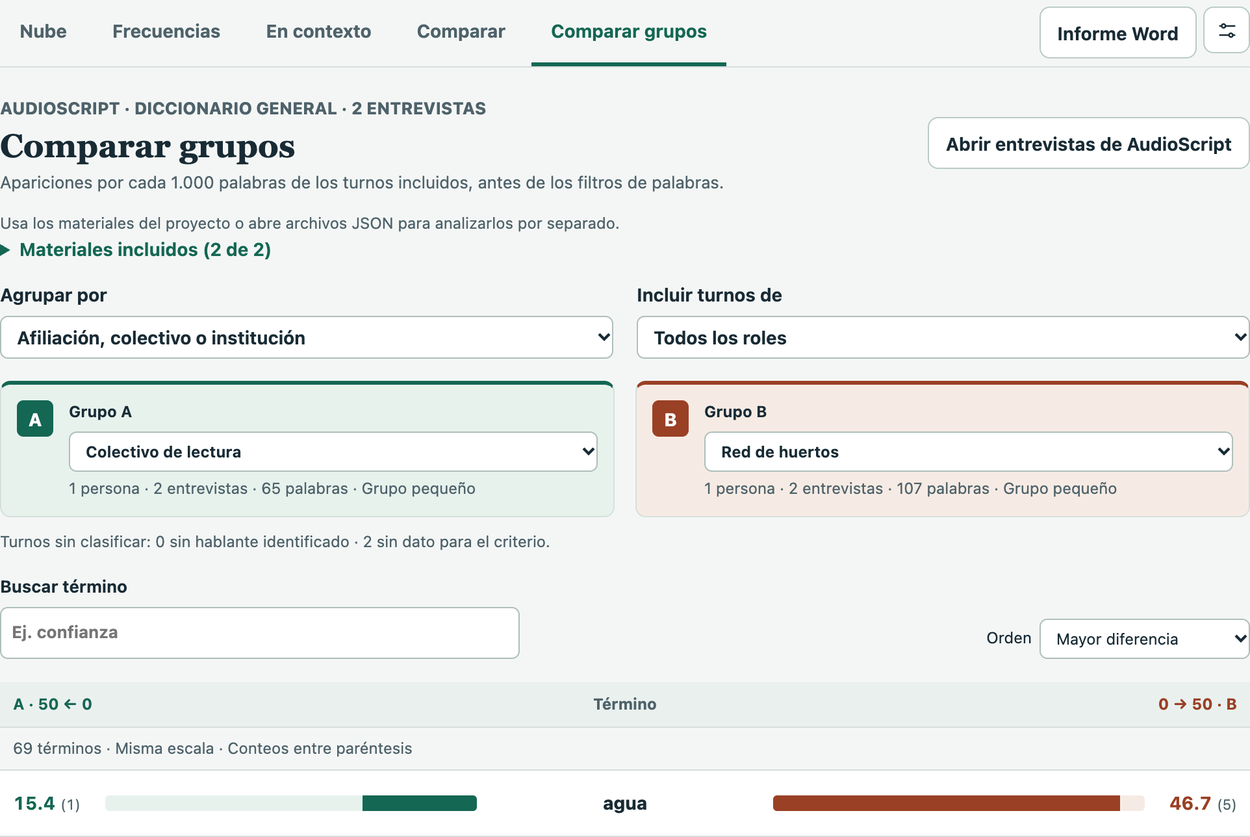 Nube Frecuencias En contexto Comparar Comparar grupos Informe Word
AUDIOSCRIPT · DICCIONARIO GENERAL · 2 ENTREVISTAS
Comparar grupos
Abrir entrevistas de AudioScript
Apariciones por cada 1.000 palabras de los turnos incluidos, antes de los filtros de palabras.
Usa los materiales del proyecto o abre archivos JSON para analizarlos por separado.
Materiales incluidos (2 de 2)
Agrupar por Incluir turnos de
Afiliación, colectivo o institución Todos los roles
A Grupo A
Colectivo de lectura
1 persona · 2 entrevistas · 65 palabras · Grupo pequeño
B Grupo B
Red de huertos
1 persona · 2 entrevistas · 107 palabras · Grupo pequeño
Turnos sin clasificar: 0 sin hablante identificado · 2 sin dato para el criterio.
Buscar término
Ej. confianza
Orden Mayor diferencia
A · 50 ← 0 Término 0 → 50 · B
69 términos · Misma escala · Conteos entre paréntesis
15.4 (1) agua 46.7 (5)